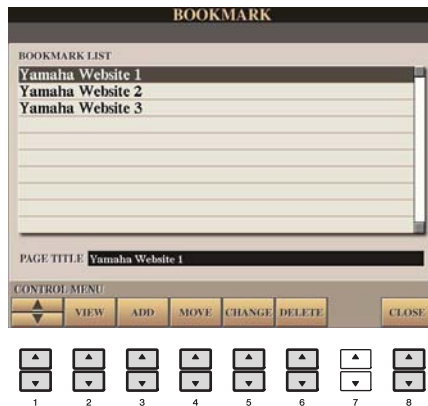 BOOKMARK
BOOKMARK LIST
Yamaha Website 1
Yamaha Website 2
Yamaha Website 3
PAGE TITLE Yamaha Website 1
CONTROL MENU
VIEW ADD MOVE CHANGE DELETE CLOSE
1 2 3 4 5 6 7 8